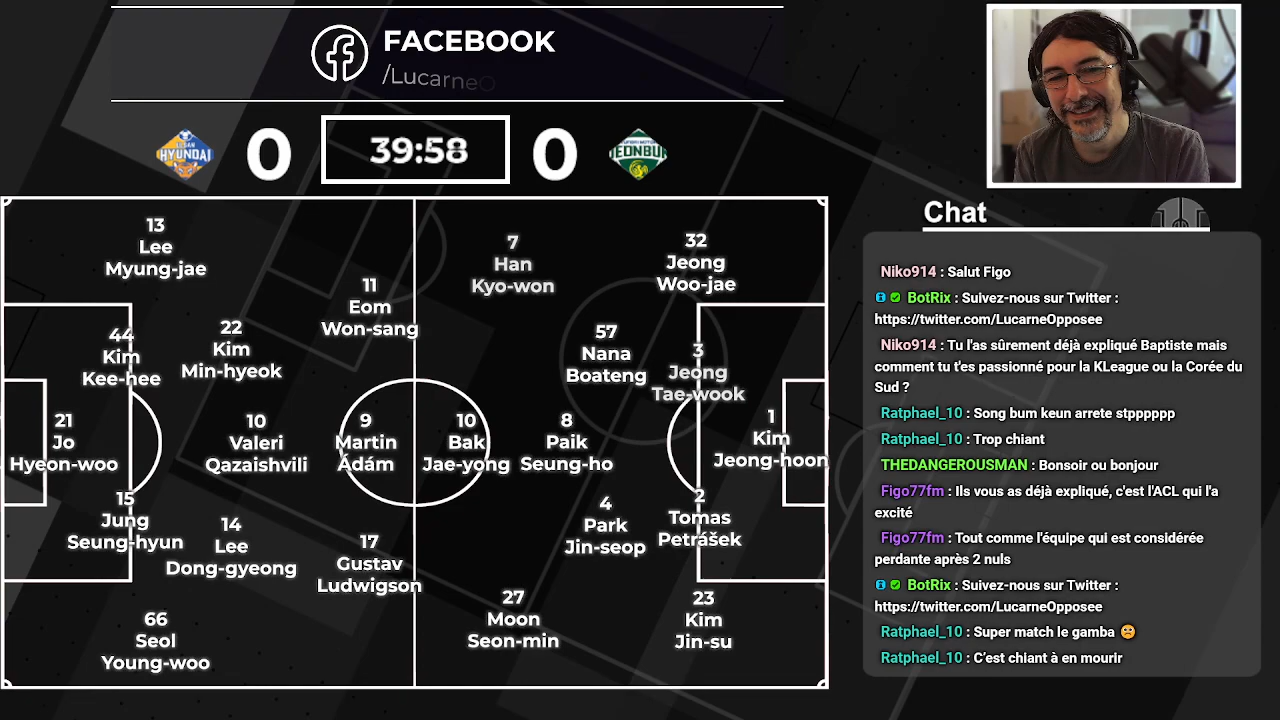 FACEBOOK
/LucarneO
ULSAN
HYUNDAI
0
39:58
0
HYUNDAI MOTORS
JEONBUK
13
Lee
Myung-jae
44
Kim
Kee-hee
22
Kim
Min-hyeok
11
Eom
Won-sang
21
Jo
Hyeon-woo
10
Valeri
Qazaishvili
9
Martin
Ádám
15
Jung
Seung-hyun
14
Lee
Dong-gyeong
17
Gustav
Ludwigson
66
Seol
Young-woo
7
Han
Kyo-won
32
Jeong
Woo-jae
57
Nana
Boateng
3
Jeong
Tae-wook
10
Bak
Jae-yong
8
Paik
Seung-ho
1
Kim
Jeong-hoon
4
Park
Jin-seop
2
Tomas
Petrášek
27
Moon
Seon-min
23
Kim
Jin-su
Chat
Niko914 : Salut Figo
BotRix : Suivez-nous sur Twitter :
https://twitter.com/LucarneOpposee
Niko914 : Tu l'as sûrement déjà expliqué Baptiste mais
comment tu t'es passionné pour la KLeague ou la Corée du
Sud ?
Ratphael_10 : Song bum keun arrete stpppppp
Ratphael_10 : Trop chiant
THEDANGEROUSMAN : Bonsoir ou bonjour
Figo77fm : Ils vous as déjà expliqué, c'est l'ACL qui l'a
excité
Figo77fm : Tout comme l'équipe qui est considérée
perdante après 2 nuls
BotRix : Suivez-nous sur Twitter :
https://twitter.com/LucarneOpposee
Ratphael_10 : Super match le gamba 🙁
Ratphael_10 : C'est chiant à en mourir